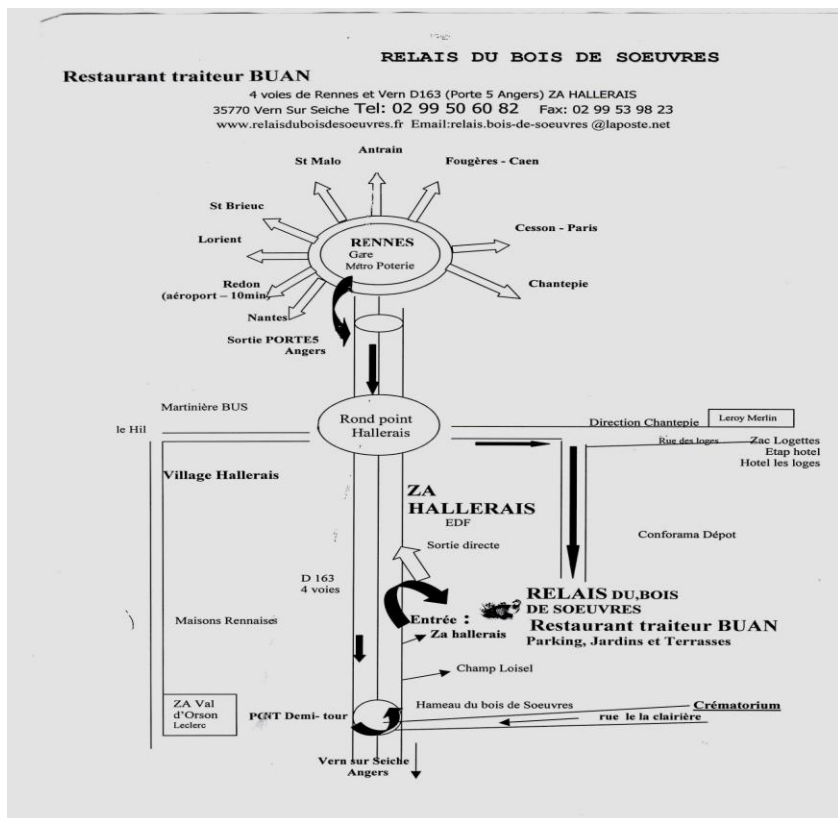 RELAIS DU BOIS DE SOEUVRES
Restaurant traiteur BUAN
4 voies de Rennes et Vern D163 (Porte 5 Angers) ZA HALLERAIS
35770 Vern Sur Seiche Tel: 02 99 50 60 82 Fax: 02 99 53 98 23
www.relaisduboisdesoeuvres.fr Email:relais.bois-de-soeuvres @laposte.net
Antrain
St Malo
Fougères - Caen
St Brieuc
Cesson - Paris
Lorient
RENNES
Gare
Métro Poterie
Redon
(aéroport – 10min)
Chantepie
Nantes
Sortie PORTE5
Angers
Martinière BUS
le Hil
Rond point
Hallerais
Direction Chantepie
Leroy Merlin
Rue des loges
Zac Logettes
Etap hotel
Hotel les loges
Village Hallerais
ZA
HALLERAIS
EDF
Sortie directe
Conforama Dépot
D 163
4 voies
RELAIS DU,BOIS
DE SOEUVRES
Restaurant traiteur BUAN
Parking, Jardins et Terrasses
Entrée :
Za hallerais
Maisons Rennaises
Champ Loisel
ZA Val
d'Orson
Leclerc
PONT Demi- tour
Hameau du bois de Soeuvres
Crématorium
rue le la clairière
Vern sur Seiche
Angers